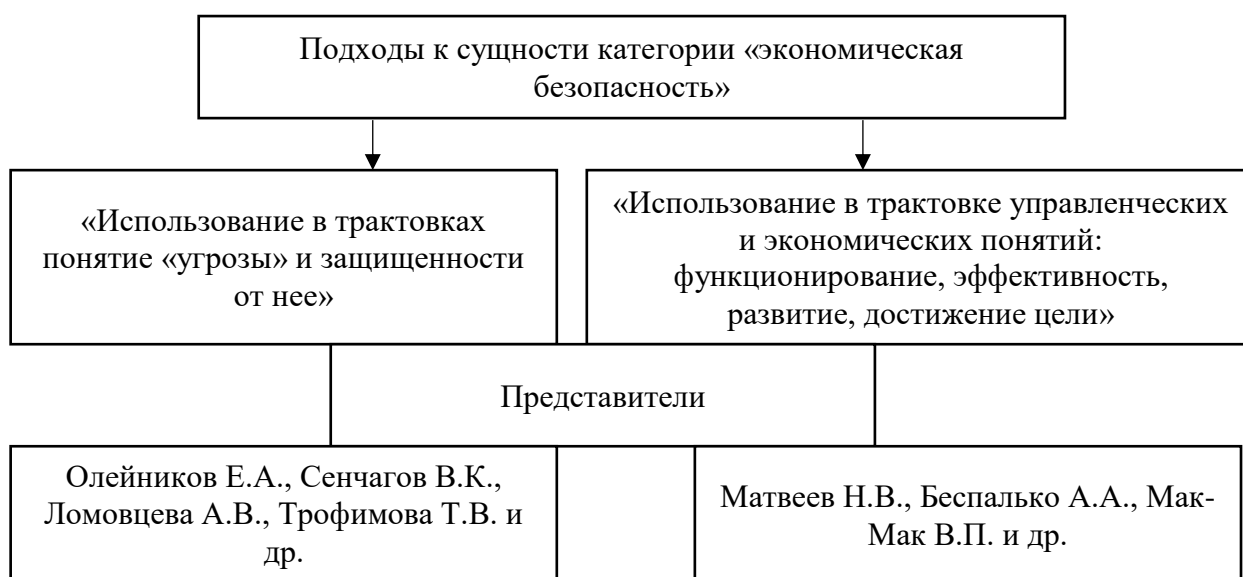 Подходы к сущности категории «экономическая
безопасность»
«Использование в трактовках
понятие «угрозы» и защищенности
от нее»
«Использование в трактовке управленческих
и экономических понятий:
функционирование, эффективность,
развитие, достижение цели»
Представители
Олейников Е.А., Сенчагов В.К.,
Ломовцева А.В., Трофимова Т.В. и
др.
Матвеев Н.В., Беспалько А.А., Мак-
Мак В.П. и др.